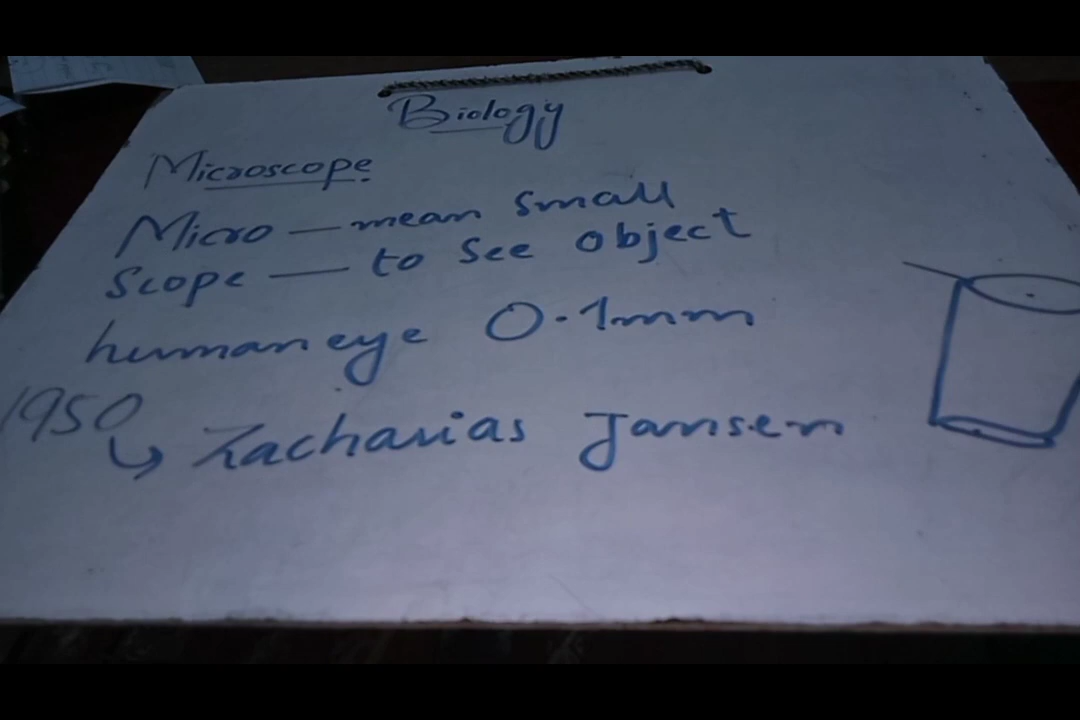 Biology
Microscope.
Micro — mean small
Scope — to see object
human eye 0.1mm
1950
↳ Zacharias Jansen